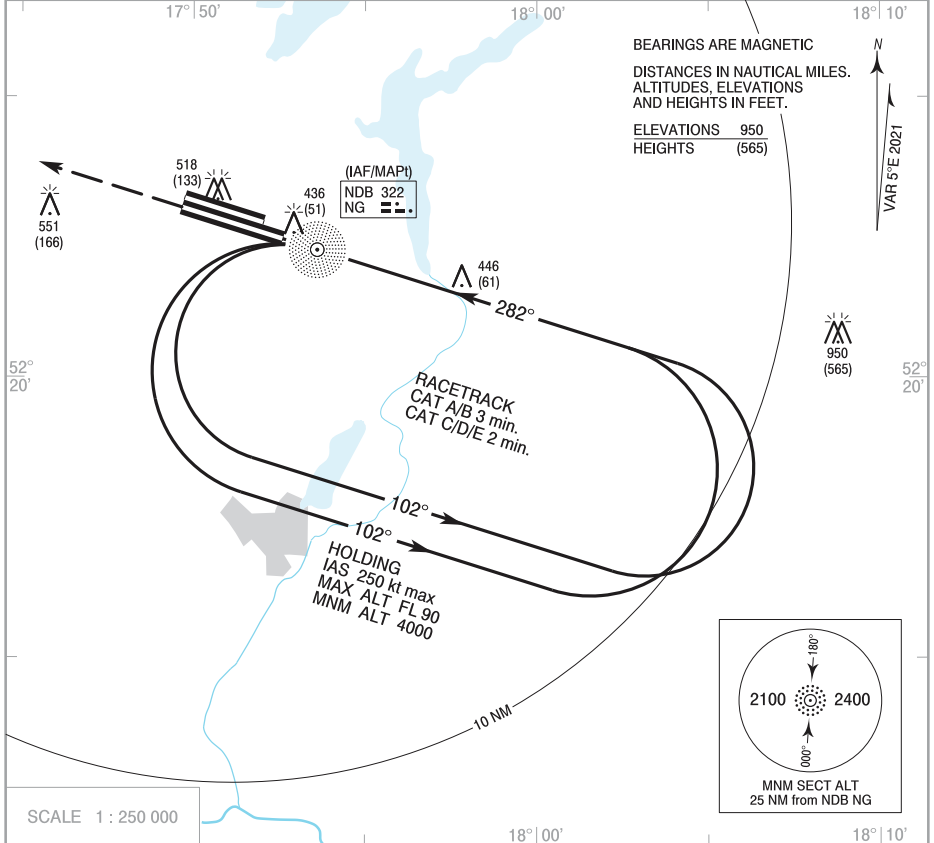 17° 50'
18° 00'
18° 10'
BEARINGS ARE MAGNETIC
DISTANCES IN NAUTICAL MILES.
ALTITUDES, ELEVATIONS
AND HEIGHTS IN FEET.
ELEVATIONS 950
HEIGHTS (565)
N
VAR 5°E 2021
518
(133)
436
(51)
(IAF/MAPt)
NDB 322
NG
551
(166)
446
(61)
282°
950
(565)
52°
20'
52°
20'
RACETRACK
CAT A/B 3 min.
CAT C/D/E 2 min.
102°
102°
HOLDING
IAS 250 kt max
MAX ALT FL 90
MNM ALT 4000
10 NM
180°
2100
2400
000°
MNM SECT ALT
25 NM from NDB NG
SCALE 1 : 250 000
18° 00'
18° 10'